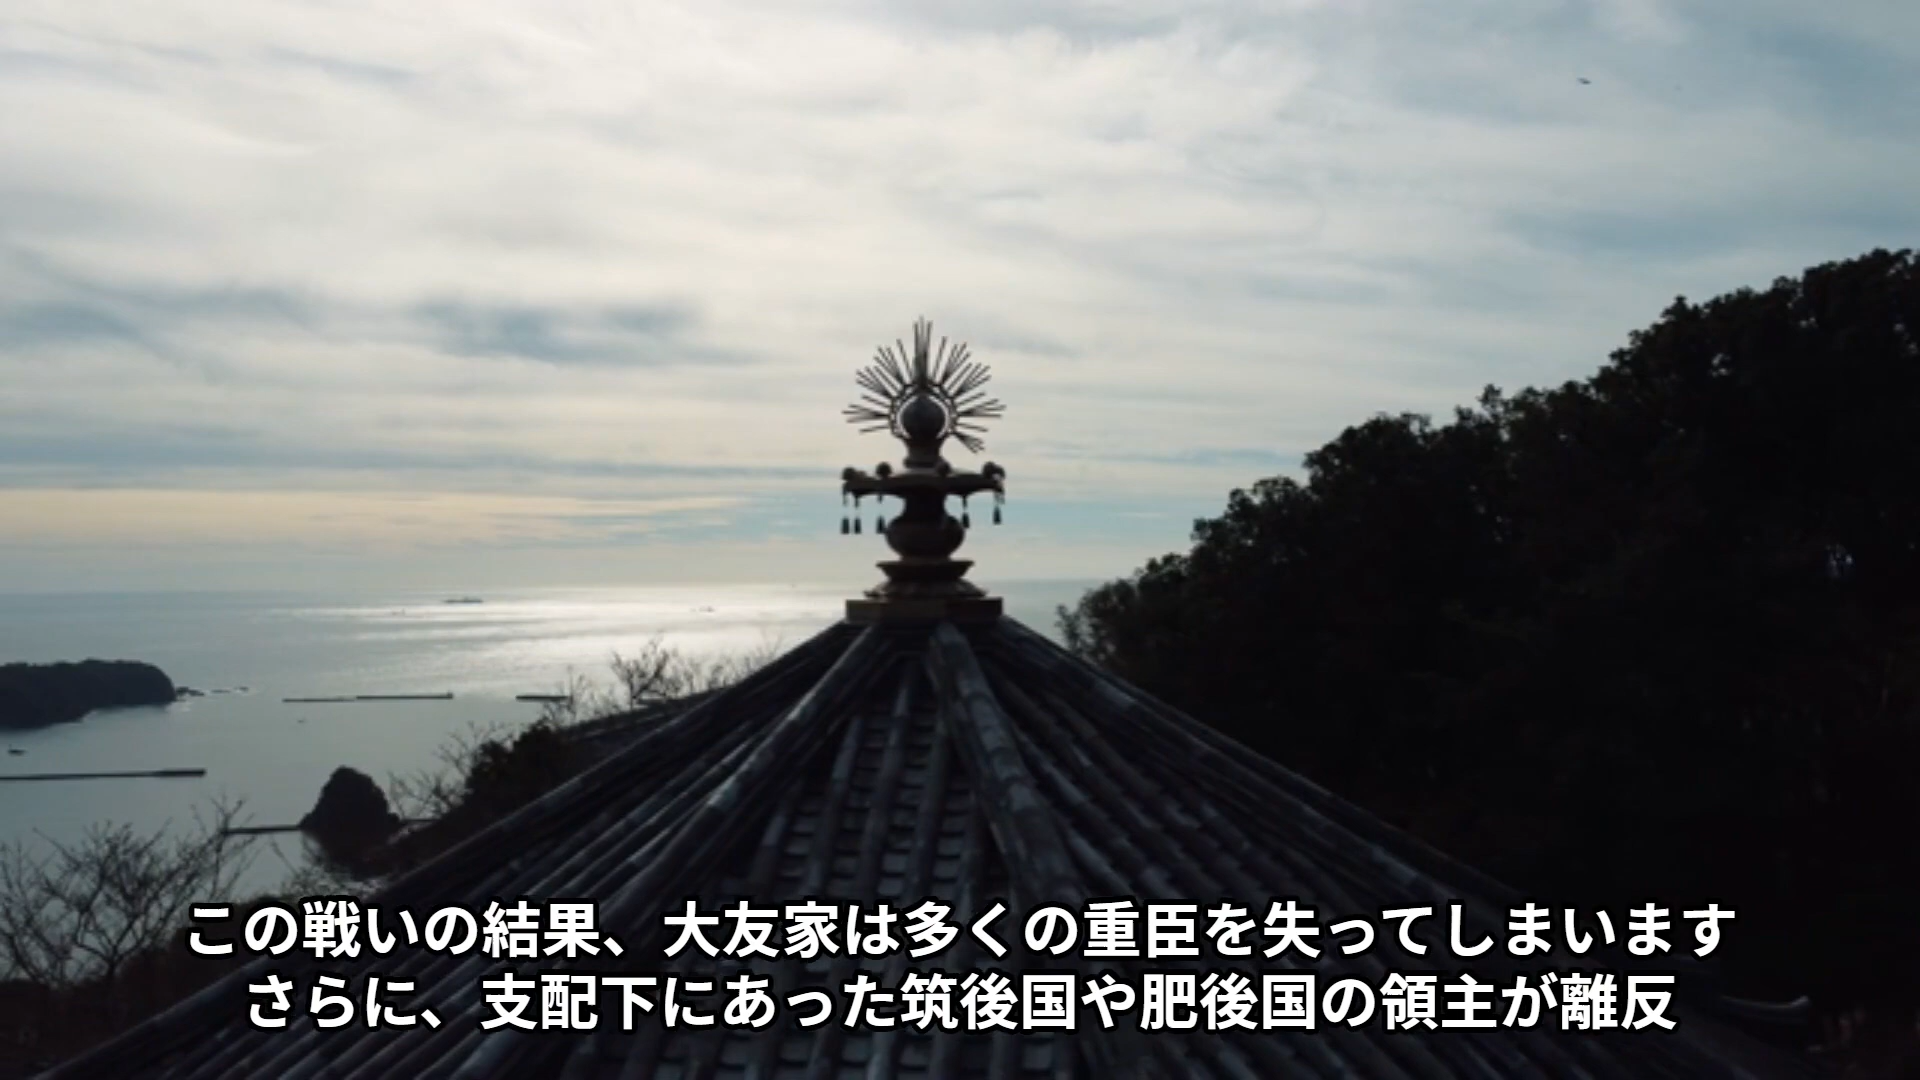 この戦いの結果、大友家は多くの重臣を失ってしまいます
さらに、支配下にあった筑後国や肥後国の領主が離反